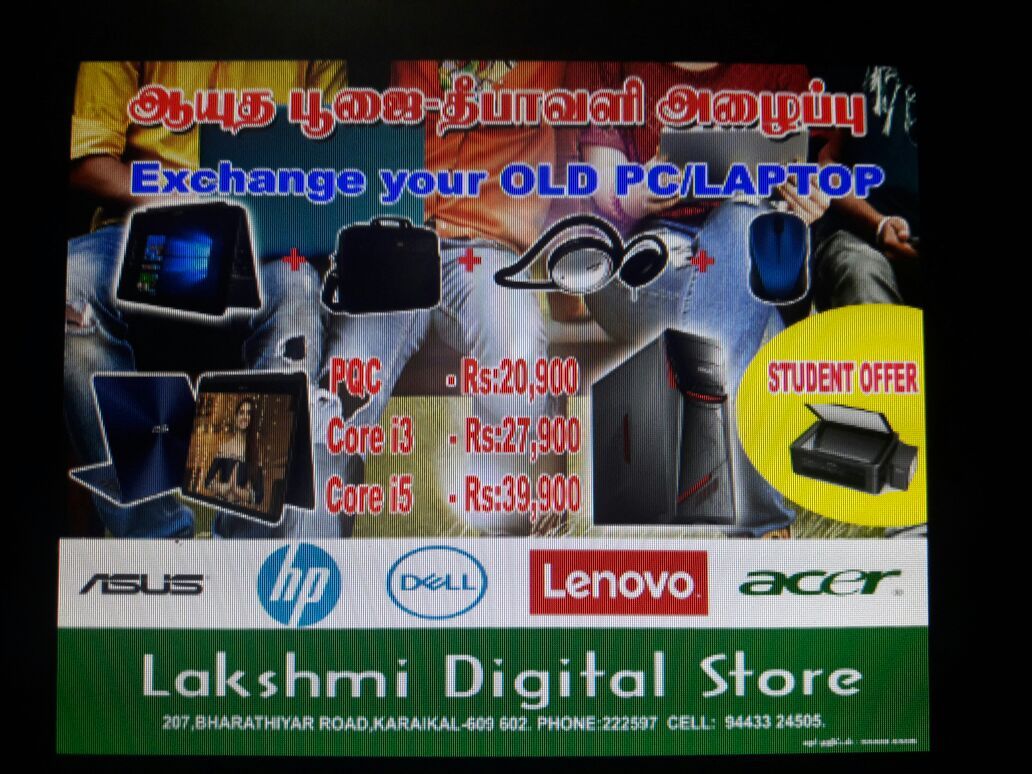 ஆயுத பூஜை-தீபாவளி அழைப்பு
Exchange your OLD PC/LAPTOP
+ + +
STUDENT OFFER
PQC - Rs:20,900
Core i3 - Rs:27,900
Core i5 - Rs:39,900
ASUS hp DELL Lenovo acer
Lakshmi Digital Store
207,BHARATHIYAR ROAD,KARAIKAL-609 602. PHONE:222597 CELL: 94433 24505.